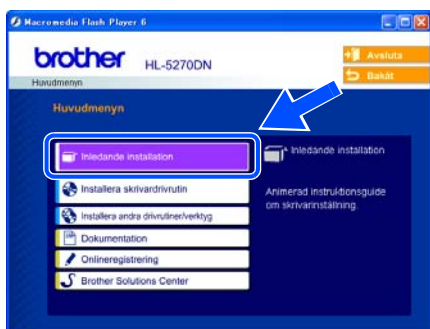 Macromedia Flash Player 6
brother
HL-5270DN
Avsluta
Bakåt
Huvudmenyn
Huvudmenyn
Inledande installation
Installera skrivardrivrutin
Installera andra drivrutiner/verktyg
Dokumentation
Onlineregistrering
Brother Solutions Center
Inledande installation
Animerad instruktionsguide
om skrivarinställning.